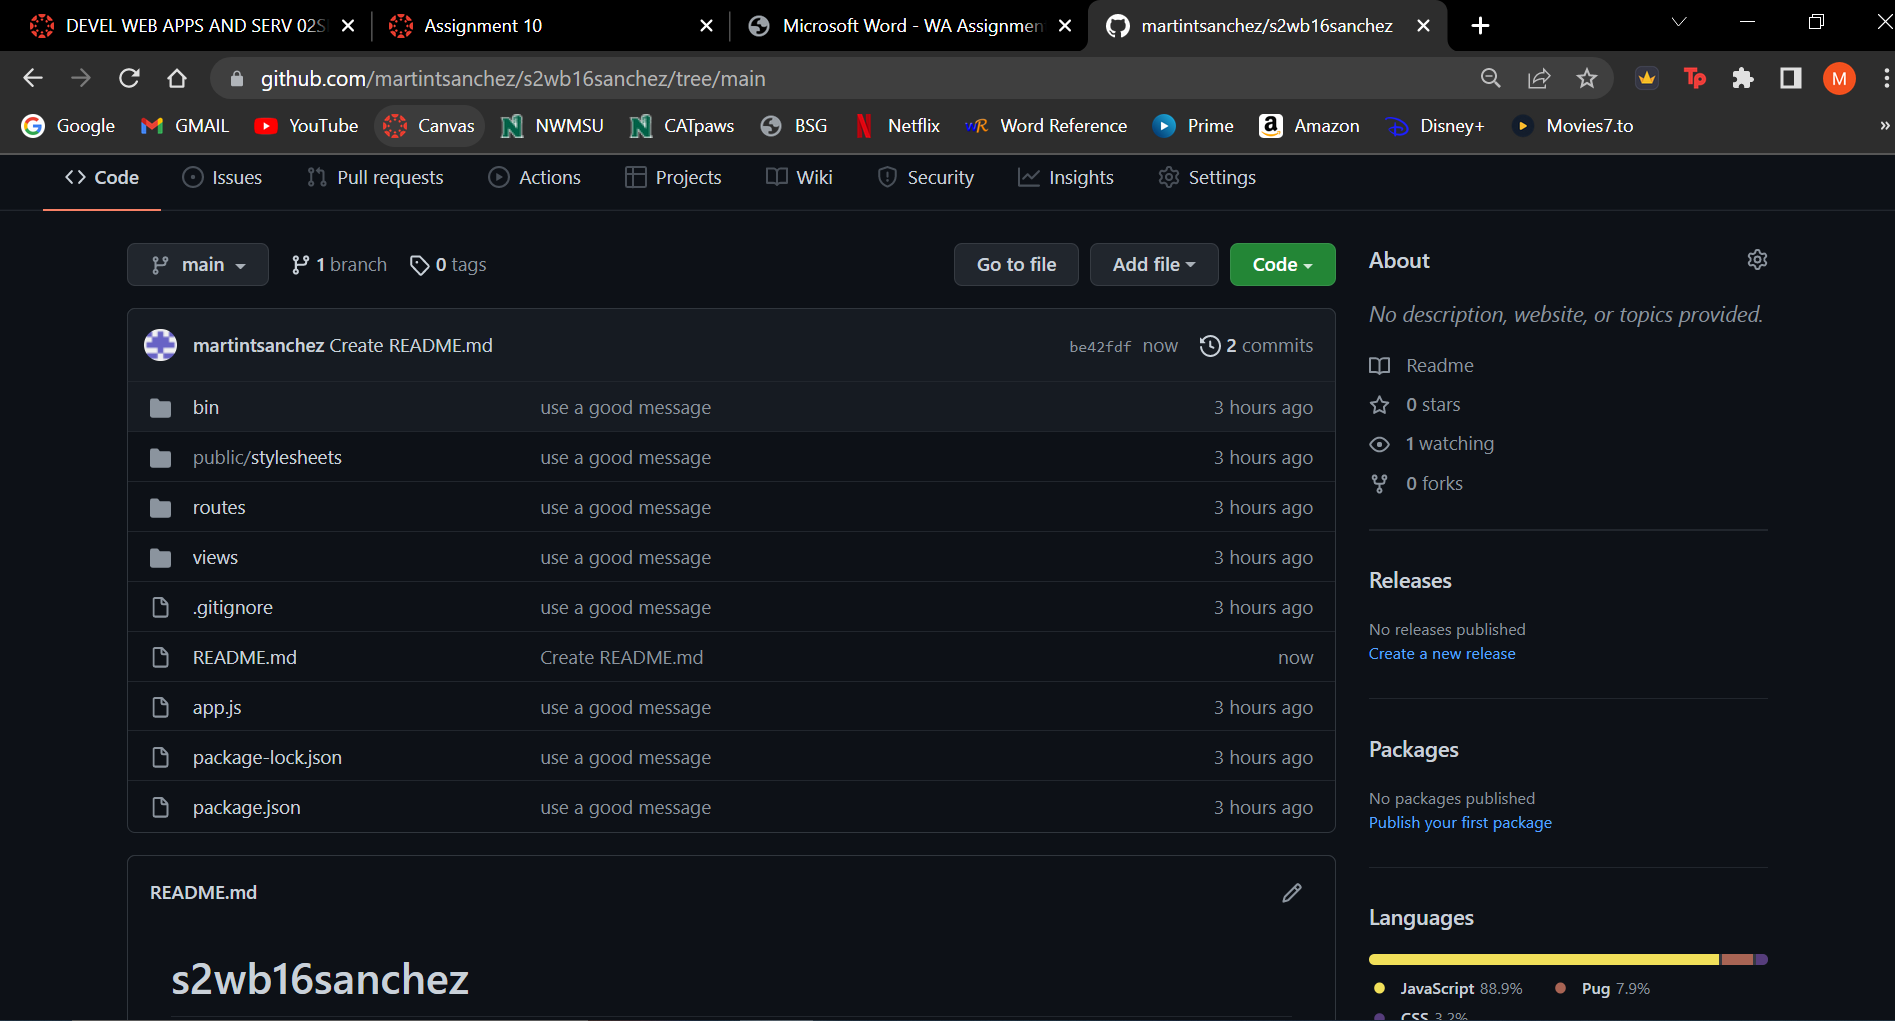 DEVEL WEB APPS AND SERV 02S
Assignment 10
Microsoft Word - WA Assignmen
martintsanchez/s2wb16sanchez
github.com/martintsanchez/s2wb16sanchez/tree/main
M
Google GMAIL YouTube Canvas NWMSU CATpaws BSG Netflix Word Reference Prime Amazon Disney+ Movies7.to »
Code Issues Pull requests Actions Projects Wiki Security Insights Settings
main 1 branch 0 tags Go to file Add file Code
martintsanchez Create README.md be42fdf now 2 commits
bin use a good message 3 hours ago
public/stylesheets use a good message 3 hours ago
routes use a good message 3 hours ago
views use a good message 3 hours ago
.gitignore use a good message 3 hours ago
README.md Create README.md now
app.js use a good message 3 hours ago
package-lock.json use a good message 3 hours ago
package.json use a good message 3 hours ago
README.md
s2wb16sanchez
About
No description, website, or topics provided.
Readme
0 stars
1 watching
0 forks
Releases
No releases published
Create a new release
Packages
No packages published
Publish your first package
Languages
JavaScript 88.9% Pug 7.9%
CSS 3.2%